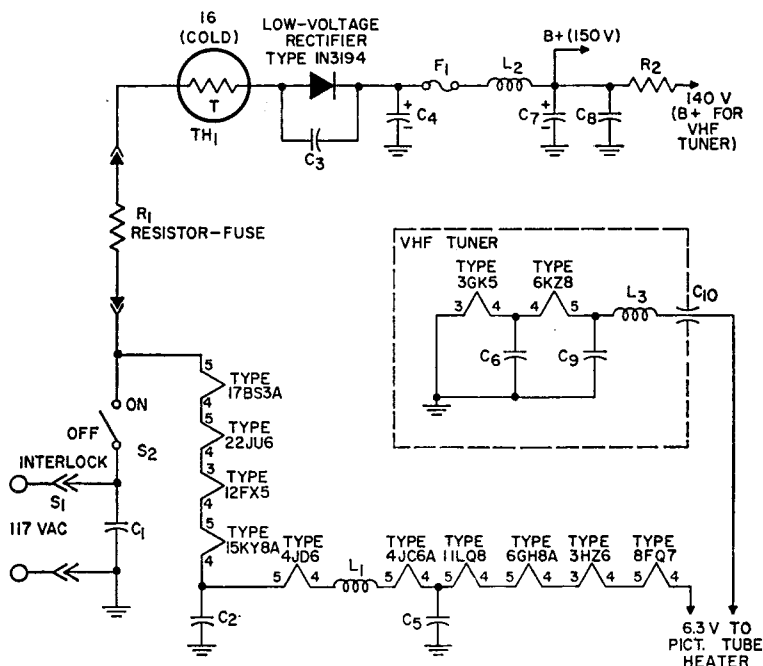 16
(COLD)
T
TH1
LOW-VOLTAGE
RECTIFIER
TYPE IN3194
C3
+
C4
−
F1
L2
B+(150 V)
+
C7
−
C8
R2
140 V
(B+ FOR
VHF
TUNER)
R1
RESISTOR-FUSE
VHF TUNER
TYPE
3GK5
3 4
TYPE
6KZ8
4 5
L3
C10
C6
C9
ON
OFF
S2
INTERLOCK
S1
117 VAC
C1
5
TYPE
17BS3A
4
5
TYPE
22JU6
4
3
TYPE
12FX5
4
5
TYPE
15KY8A
4
C2
TYPE
4JD6
5 4
L1
TYPE
4JC6A
5 4
C5
TYPE
11LQ8
5 4
TYPE
6GH8A
5 4
TYPE
3HZ6
3 4
TYPE
8FQ7
5 4
6.3 V TO
PICT. TUBE
HEATER